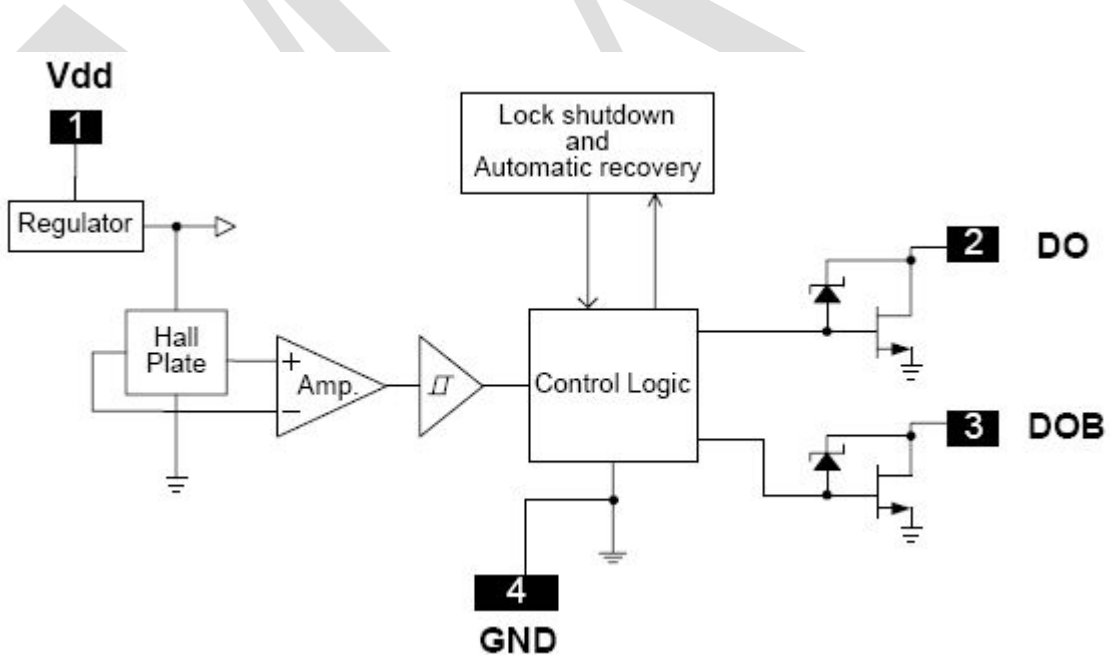 Vdd
1
Lock shutdown
and
Automatic recovery
Regulator
2 DO
Hall
Plate
+
Amp.
−
Control Logic
3 DOB
4
GND